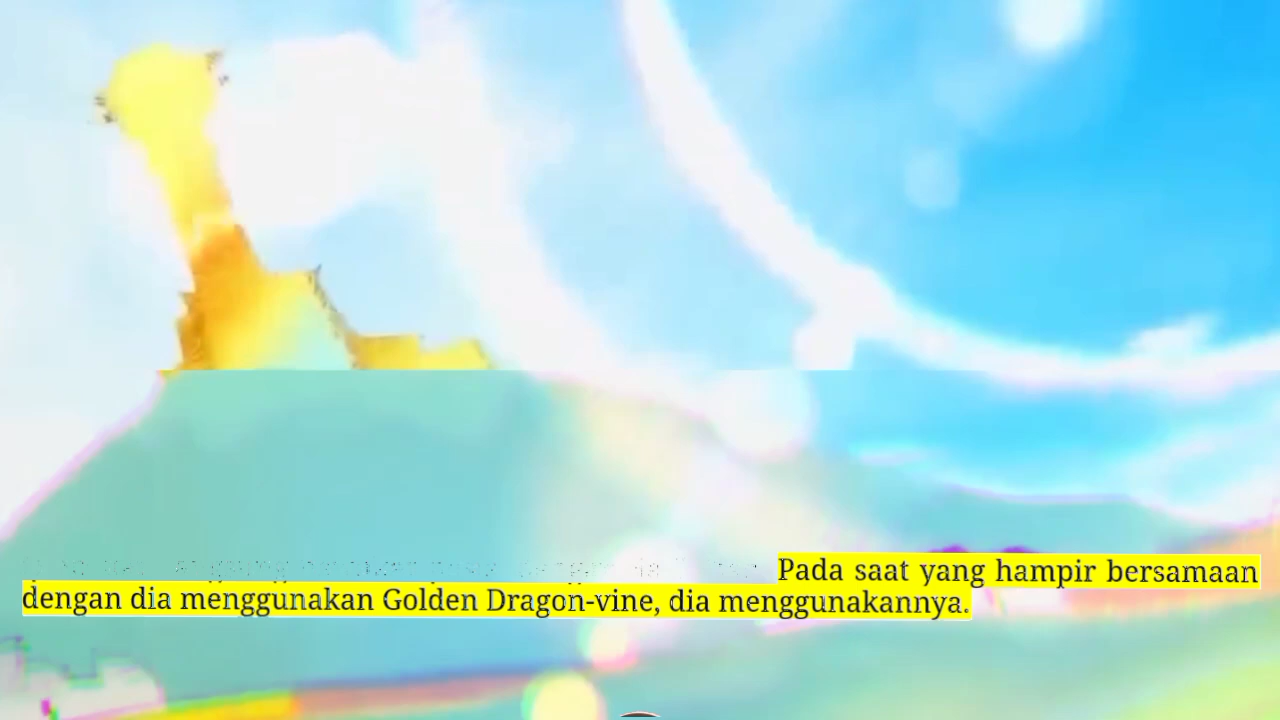 Pada saat yang hampir bersamaan
dengan dia menggunakan Golden Dragon-vine, dia menggunakannya.